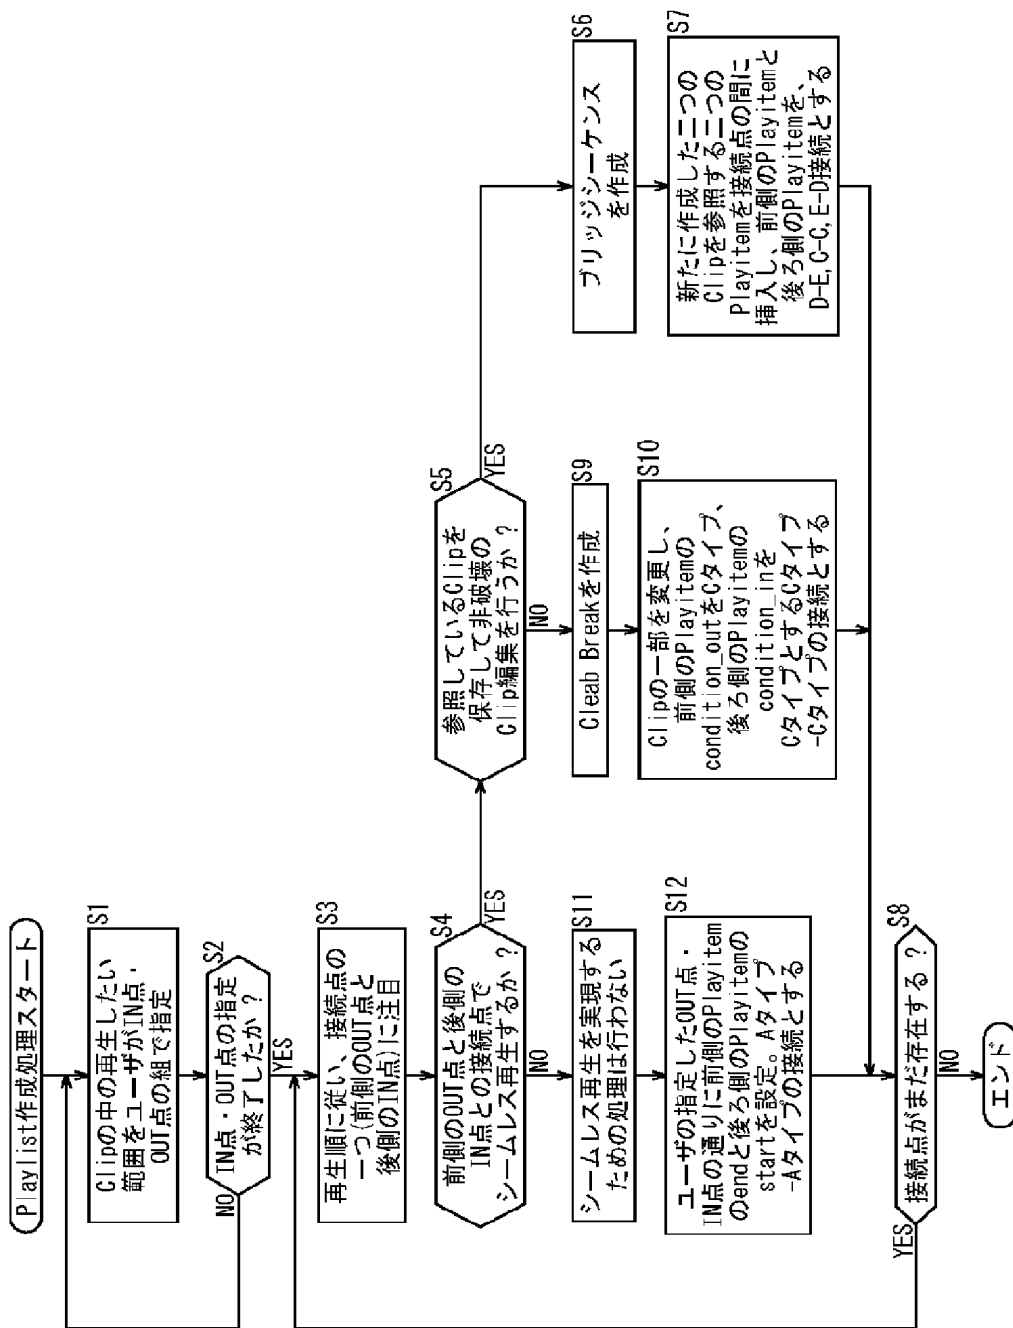 Playlist作成処理スタート
S1
Clipの中の再生したい
範囲をユーザがIN点・
OUT点の組で指定
S2
IN点・OUT点の指定
が終了したか？
NO
YES
S3
再生順に従い、接続点の
一つ(前側のOUT点と
後側のIN点)に注目
S4
前側のOUT点と後側の
IN点との接続点で
シームレス再生するか？
YES
NO
S5
参照しているClipを
保存して非破壊の
Clip編集を行うか？
YES
NO
S6
ブリッジシーケンス
を作成
S7
新たに作成した二つの
Clipを参照する二つの
Playitemを接続点の間に
挿入し、前側のPlayitemと
後ろ側のPlayitemを、
D-E,C-C,E-D接続とする
S9
Cleab Breakを作成
S10
Clipの一部を変更し、
前側のPlayitemの
condition_outをCタイプ、
後ろ側のPlayitemの
condition_inを
CタイプとするCタイプ
-Cタイプの接続とする
S11
シームレス再生を実現する
ための処理は行わない
S12
ユーザの指定したOUT点・
IN点の通りに前側のPlayitem
のendと後ろ側のPlayitemの
startを設定。Aタイプ
-Aタイプの接続とする
S8
接続点がまだ存在する？
YES
NO
エンド